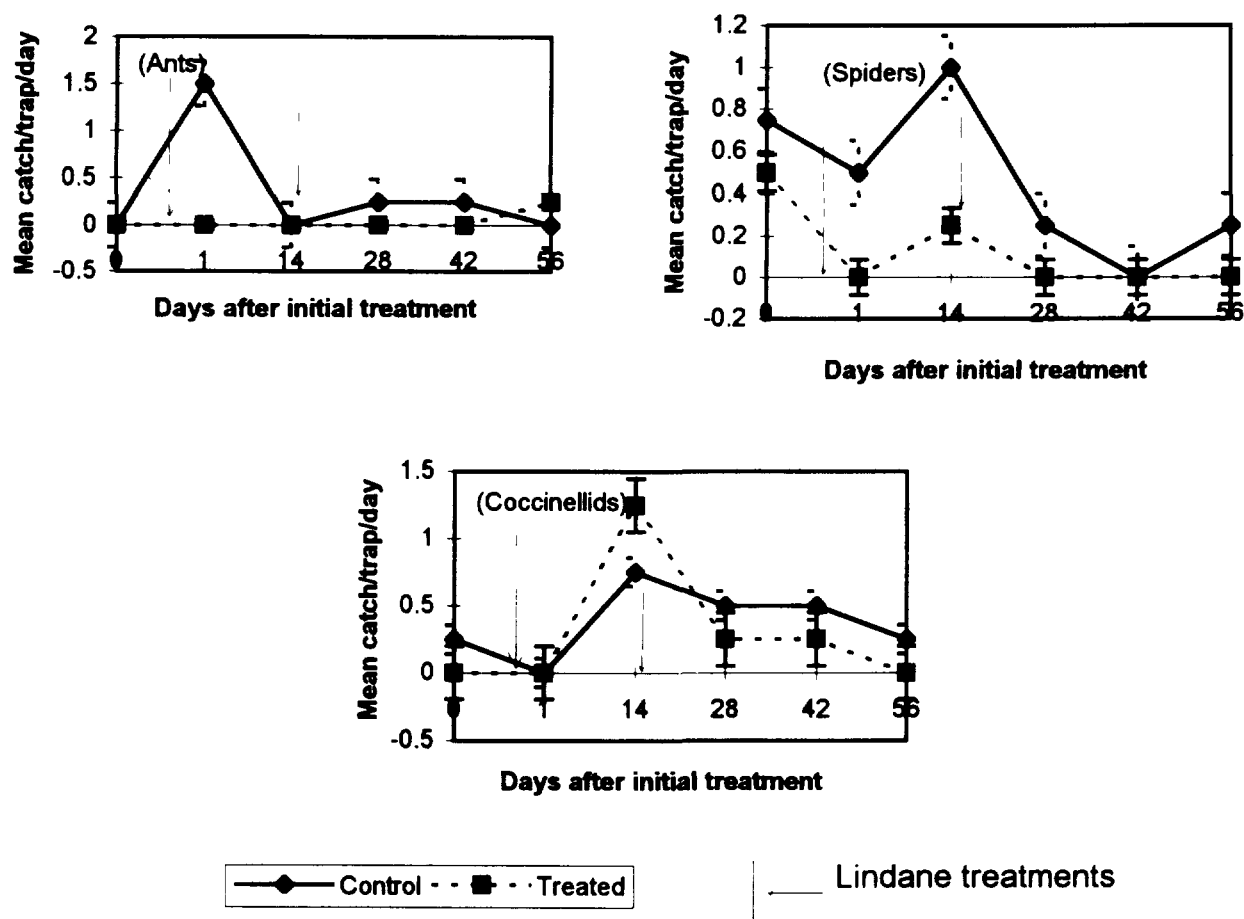 Mean catch/trap/day
2
1.5
1
0.5
0
-0.5
(Ants)
0 1 14 28 42 56
Days after initial treatment
Mean catch/trap/day
1
0.8
0.6
0.4
0.2
0
-0.2
(Spiders)
0 1 14 28 42 56
Days after initial treatment
Mean catch/trap/day
1.5
1
0.5
0
-0.5
(Coccinellids)
0 1 14 28 42 56
Days after initial treatment
Control Treated
Lindane treatments